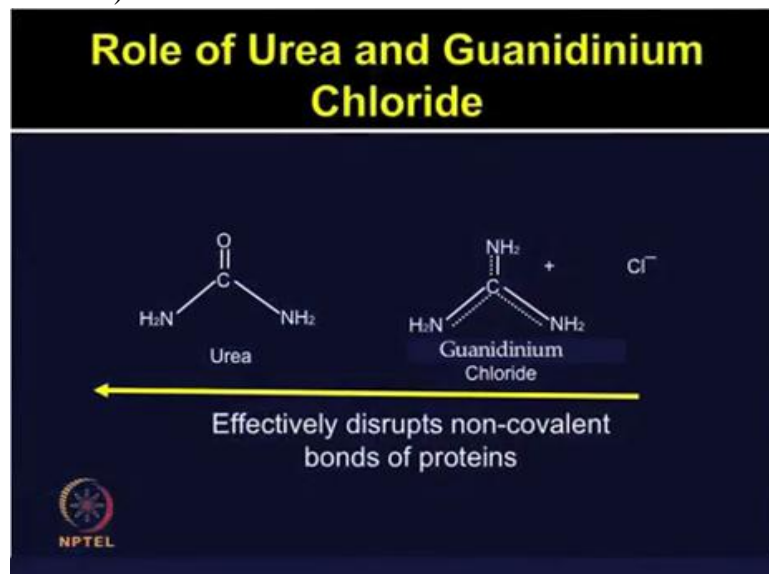 )
Role of Urea and Guanidinium
Chloride
O
C
H₂N
NH₂
Urea
NH₂
+
Cl⁻
C
H₂N
NH₂
Guanidinium
Chloride
Effectively disrupts non-covalent
bonds of proteins
NPTEL